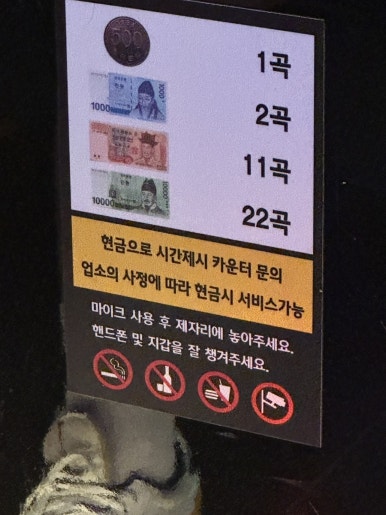 500
1곡
1000
1000
2곡
11곡
10000
10000
22곡
현금으로 시간제시 카운터 문의
업소의 사정에 따라 현금시 서비스가능
마이크 사용 후 제자리에 놓아주세요.
핸드폰 및 지갑을 잘 챙겨주세요.